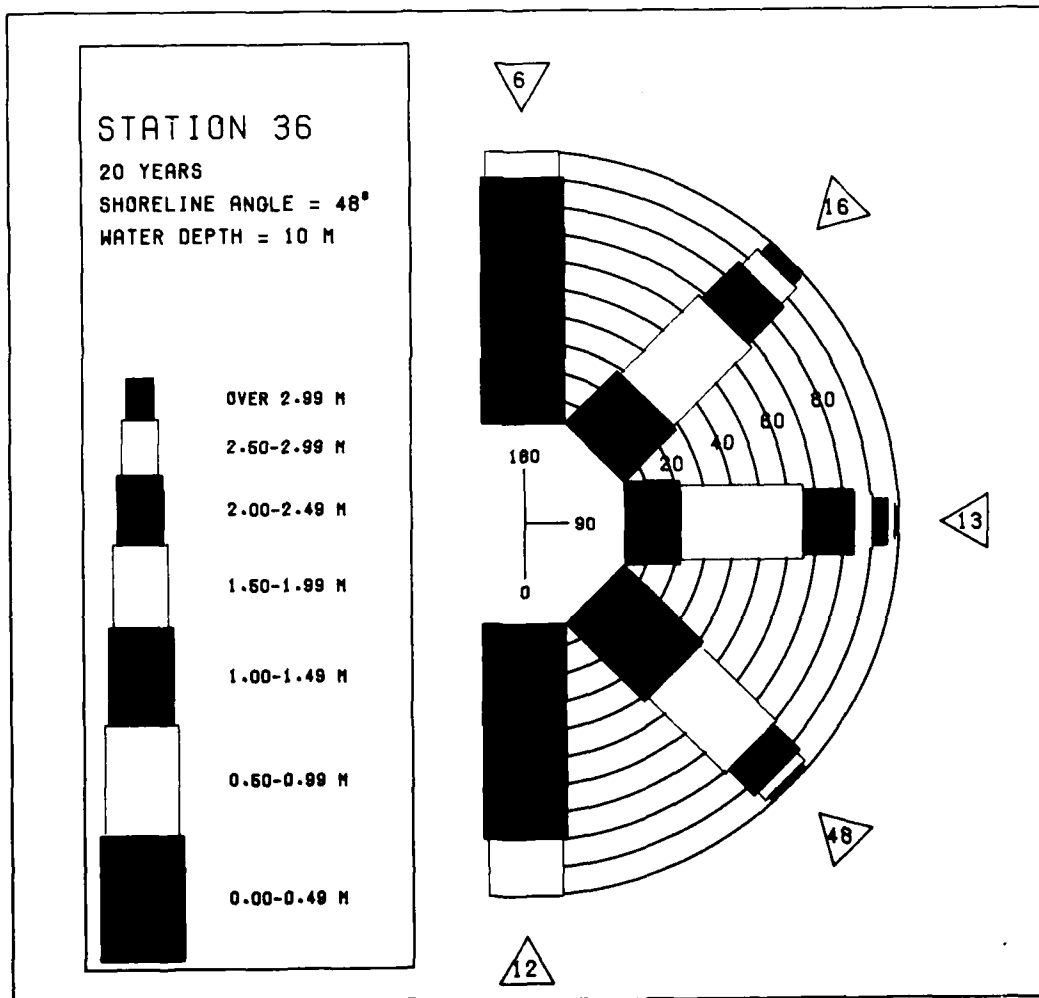 STATION 36
20 YEARS
SHORELINE ANGLE = 48°
WATER DEPTH = 10 M
OVER 2.99 M
2.50-2.99 M
2.00-2.49 M
1.50-1.99 M
1.00-1.49 M
0.50-0.99 M
0.00-0.49 M
6
16
80
60
40
20
180
90
0
13
48
12